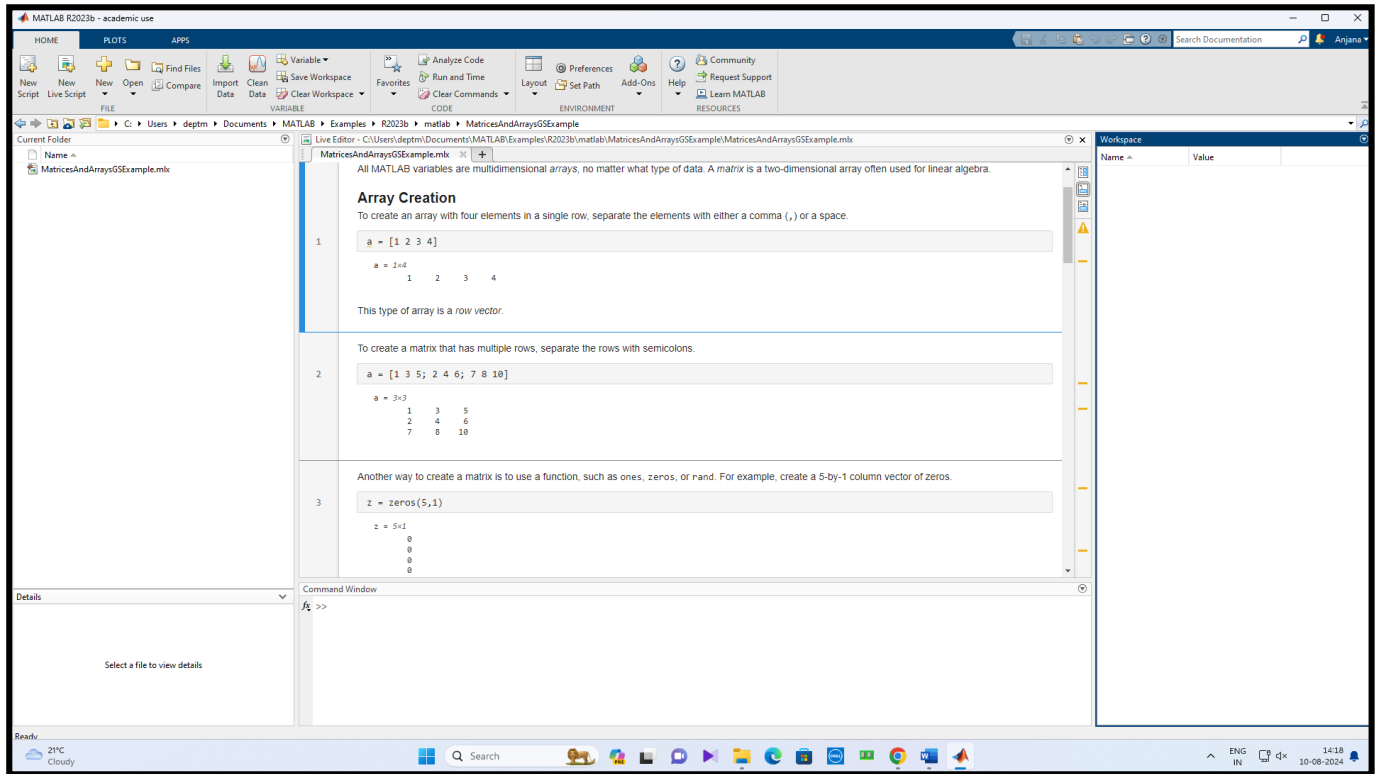 MATLAB R2023b - academic use
HOME PLOTS APPS
Search Documentation
Anjana
New Script
New Live Script
New
Open
Find Files
Compare
Import Data
Clean Data
Variable
Save Workspace
Clear Workspace
Favorites
Analyze Code
Run and Time
Clear Commands
Layout
Preferences
Set Path
Add-Ons
Help
Community
Request Support
Learn MATLAB
FILE VARIABLE CODE ENVIRONMENT RESOURCES
C: Users deptm Documents MATLAB Examples R2023b matlab MatricesAndArraysGSExample
Current Folder
Name
MatricesAndArraysGSExample.mlx
Details
Select a file to view details
Live Editor - C:\Users\deptm\Documents\MATLAB\Examples\R2023b\matlab\MatricesAndArraysGSExample\MatricesAndArraysGSExample.mlx
MatricesAndArraysGSExample.mlx × +
All MATLAB variables are multidimensional arrays, no matter what type of data. A matrix is a two-dimensional array often used for linear algebra.
Array Creation
To create an array with four elements in a single row, separate the elements with either a comma (,) or a space.
1 a = [1 2 3 4]
a = 1×4
1 2 3 4
This type of array is a row vector.
To create a matrix that has multiple rows, separate the rows with semicolons.
2 a = [1 3 5; 2 4 6; 7 8 10]
a = 3×3
1 3 5
2 4 6
7 8 10
Another way to create a matrix is to use a function, such as ones, zeros, or rand. For example, create a 5-by-1 column vector of zeros.
3 z = zeros(5,1)
z = 5×1
0
0
0
0
Command Window
fx >>
Workspace
Name Value
Ready
21°C
Cloudy
Search
PRE
DELL
ENG
IN
14:18
10-08-2024